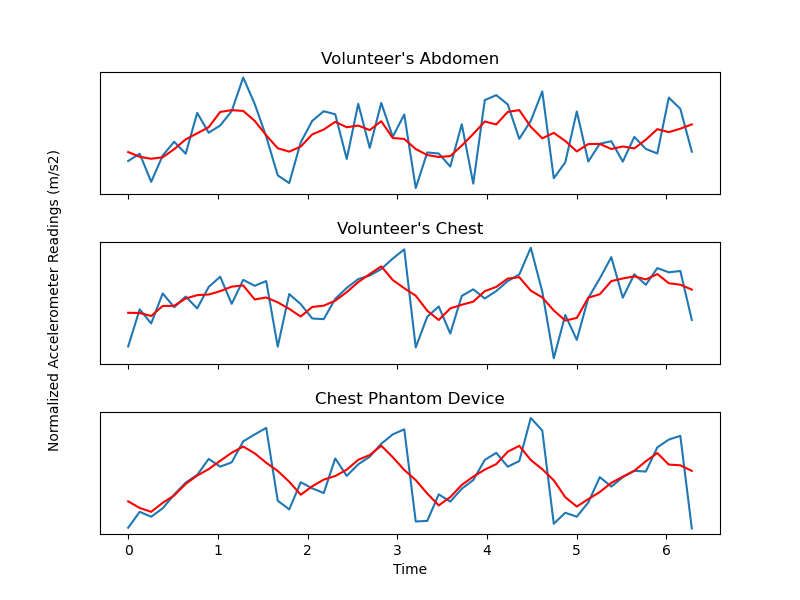 Volunteer's Abdomen
Volunteer's Chest
Normalized Accelerometer Readings (m/s2)
Chest Phantom Device
0 1 2 3 4 5 6
Time